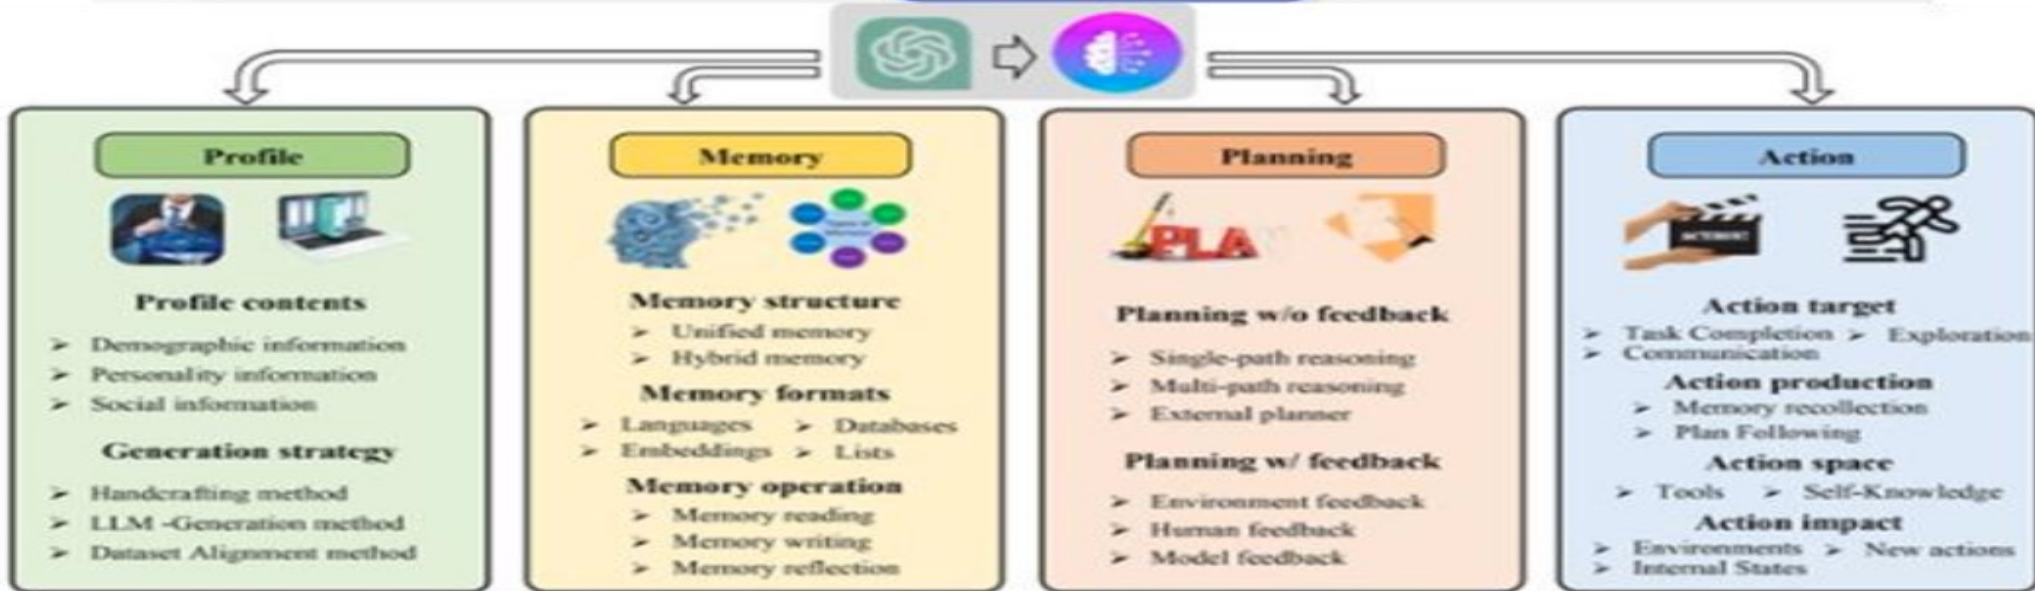 Profile
Profile contents
➢ Demographic information
➢ Personality information
➢ Social information
Generation strategy
➢ Handcrafting method
➢ LLM -Generation method
➢ Dataset Alignment method
Memory
Memory structure
➢ Unified memory
➢ Hybrid memory
Memory formats
➢ Languages ➢ Databases
➢ Embeddings ➢ Lists
Memory operation
➢ Memory reading
➢ Memory writing
➢ Memory reflection
Planning
PLA
Planning w/o feedback
➢ Single-path reasoning
➢ Multi-path reasoning
➢ External planner
Planning w/ feedback
➢ Environment feedback
➢ Human feedback
➢ Model feedback
Action
Action target
➢ Task Completion ➢ Exploration
➢ Communication
Action production
➢ Memory recollection
➢ Plan Following
Action space
➢ Tools ➢ Self-Knowledge
Action impact
➢ Environments ➢ New actions
➢ Internal States